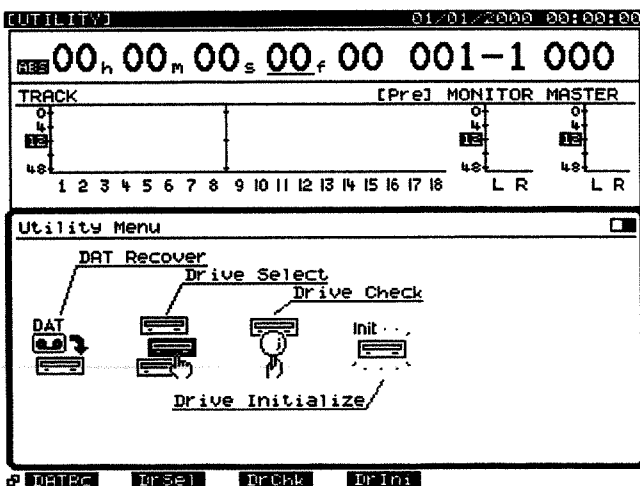 [UTILITY] 01/01/2000 00:00:00
ABS 00h 00m 00s 00f 00 001-1 000
TRACK [Pre] MONITOR MASTER
0 0 0
4 4 4
12 12 12
48 48 48
1 2 3 4 5 6 7 8 9 10 11 12 13 14 15 16 17 18 L R L R
Utility Menu
DAT Recover
Drive Select
Drive Check
DAT
Init
Drive Initialize
DATRc DrSel DrChk DrIni